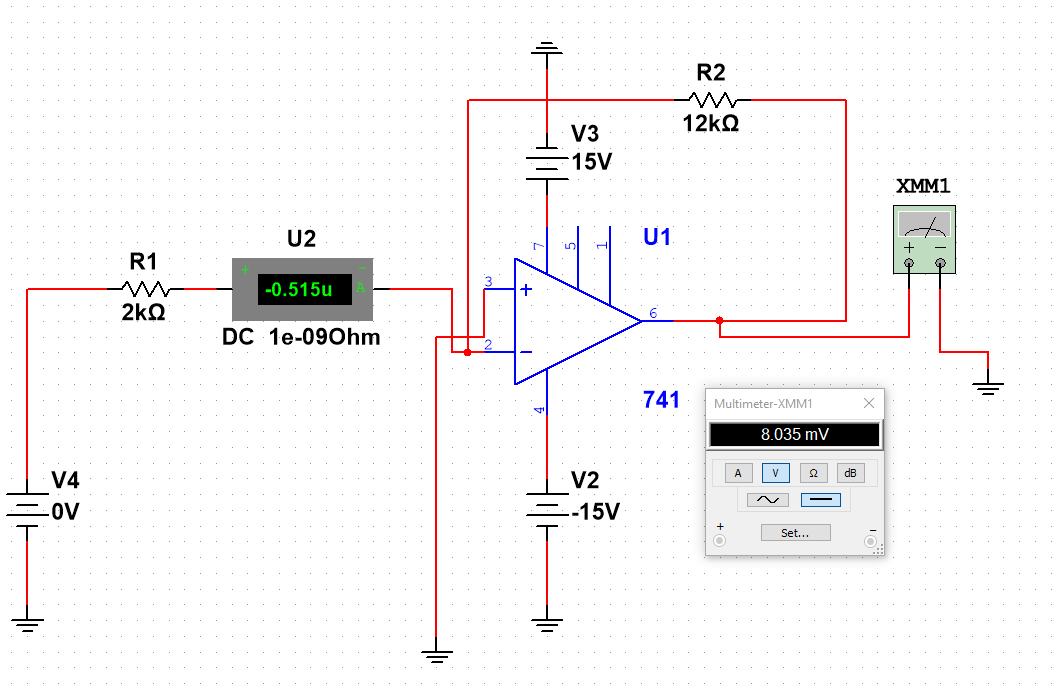 R2
12kΩ
V3
15V
XMM1
+ −
U2
U1
7
5
1
R1
+ −
-0.515u A
2kΩ
DC 1e-09Ohm
3
+
6
2
−
4
741
Multimeter-XMM1
8.035 mV
A V Ω dB
+ Set... −
V4
0V
V2
-15V